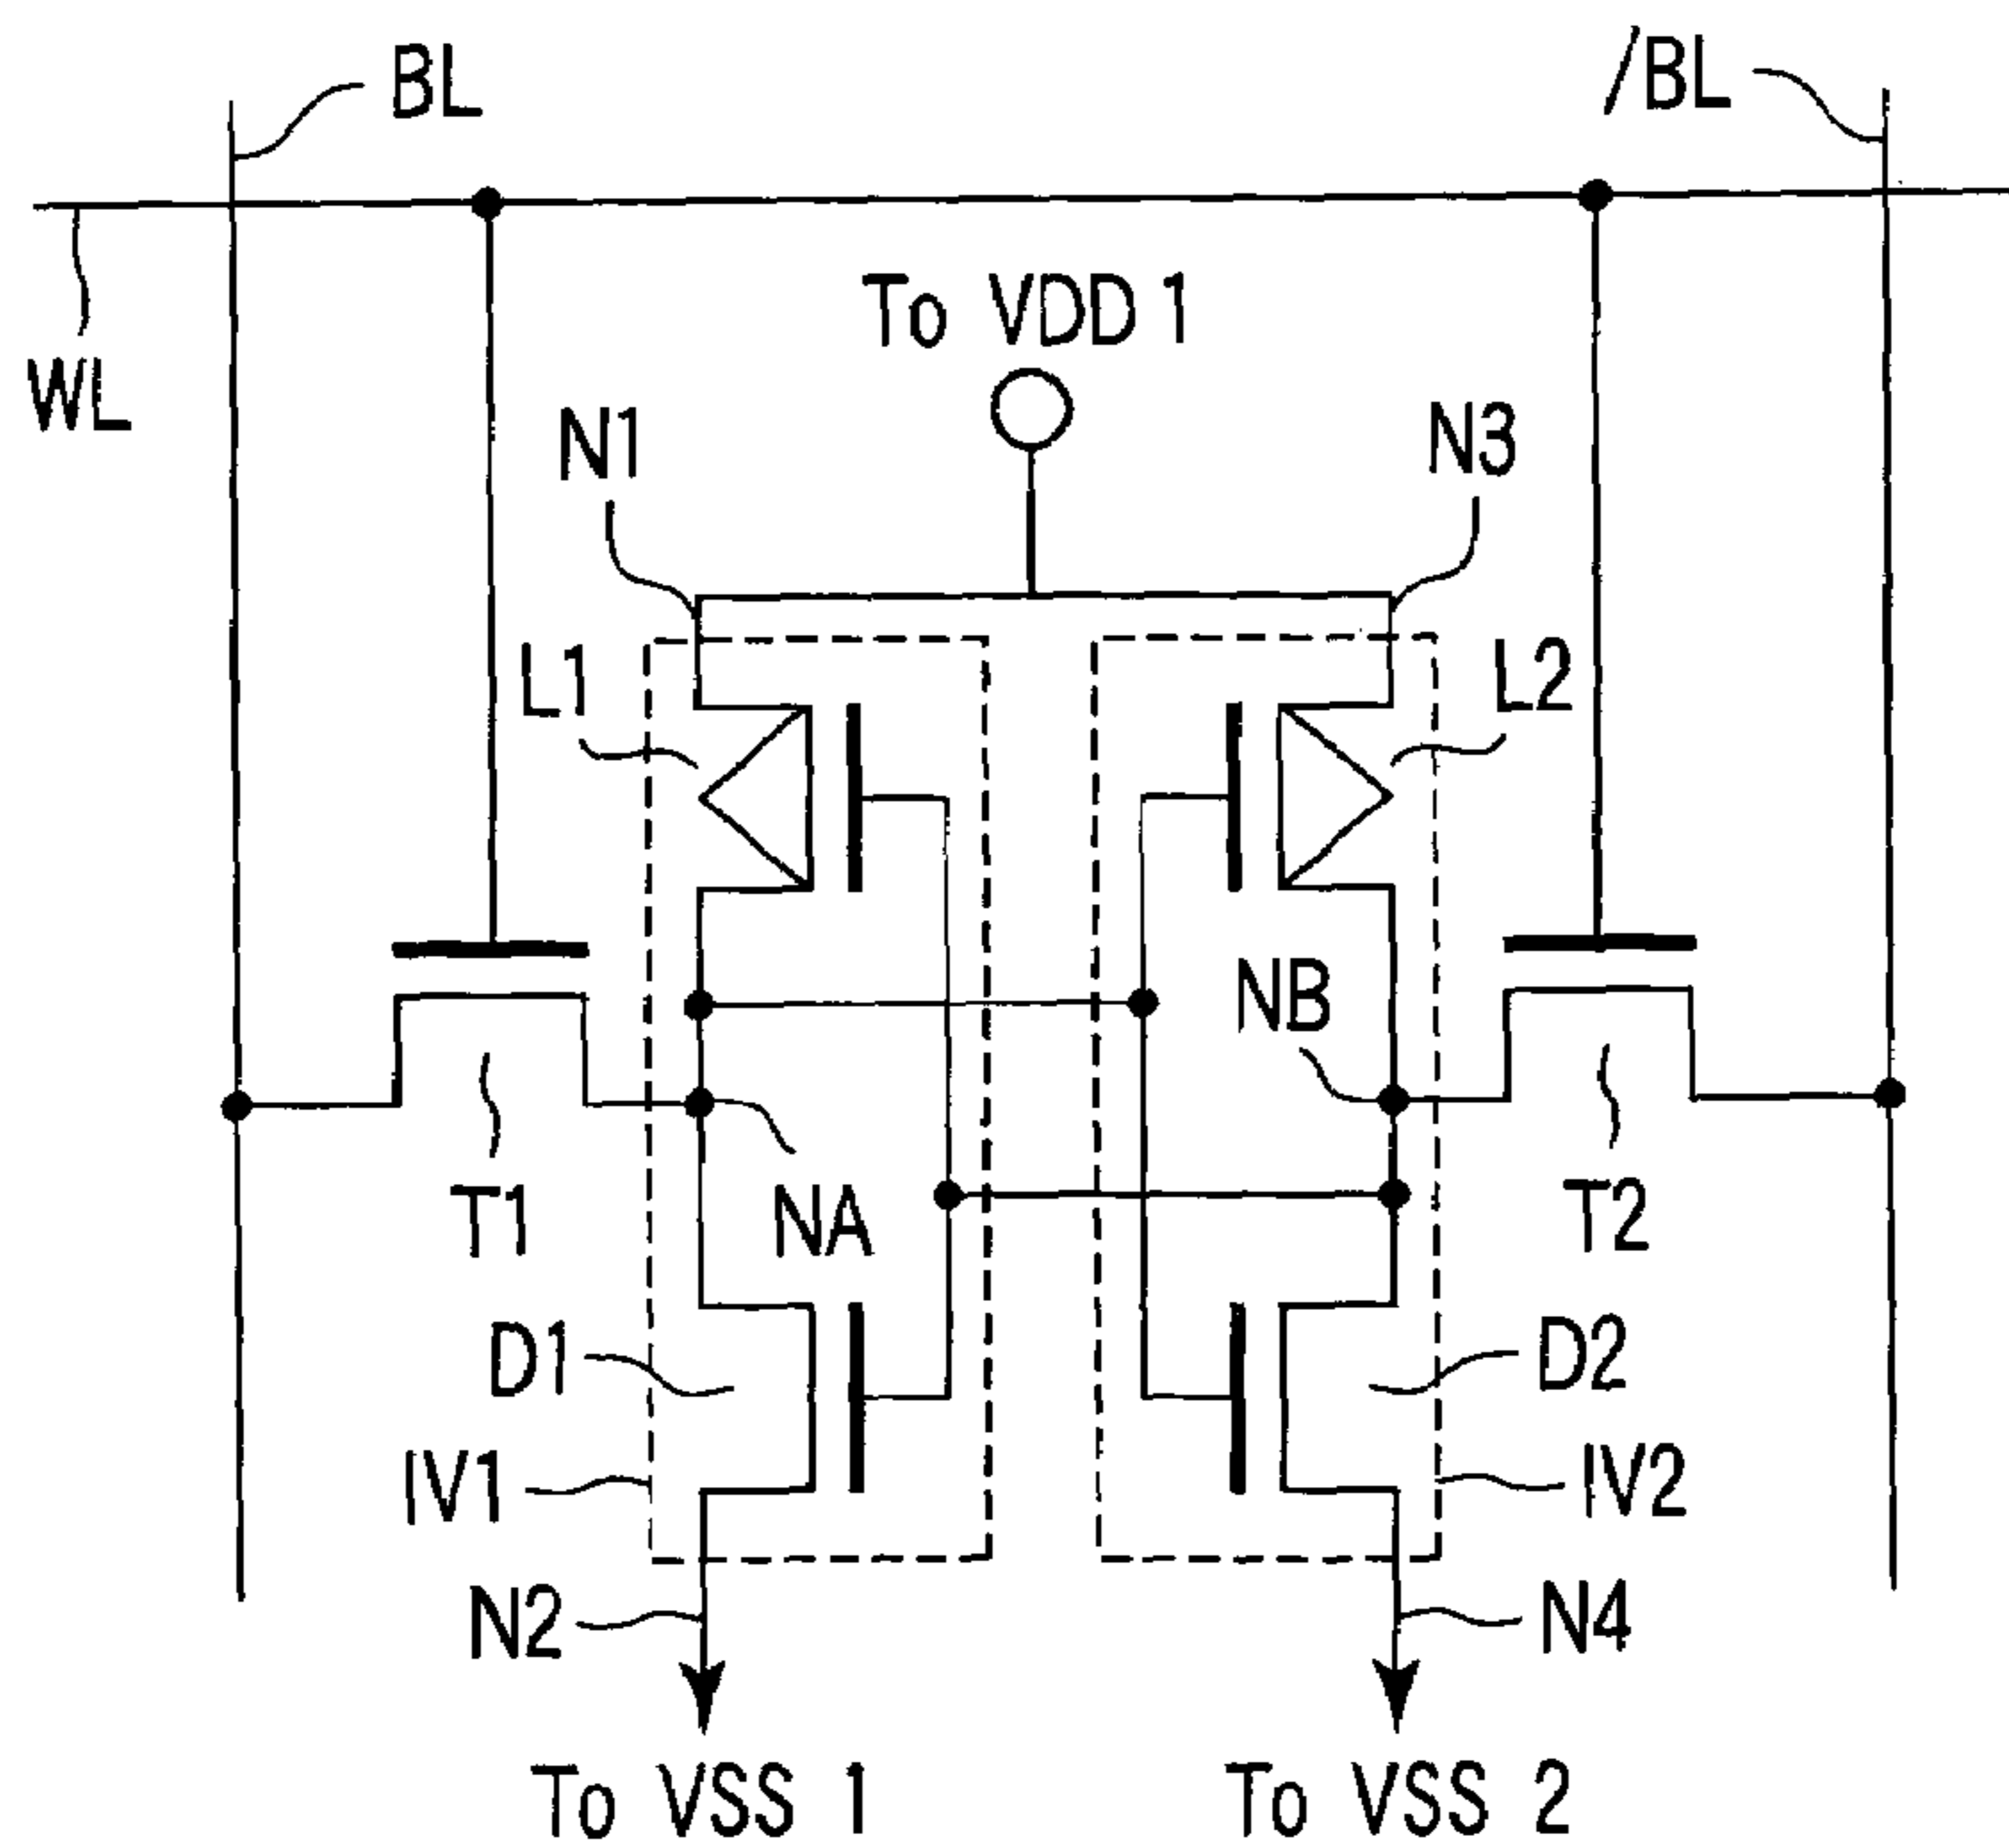 BL
/BL
WL
To VDD 1
N1
N3
L1
L2
NB
T1
NA
T2
D1
D2
IV1
IV2
N2
N4
To VSS 1
To VSS 2